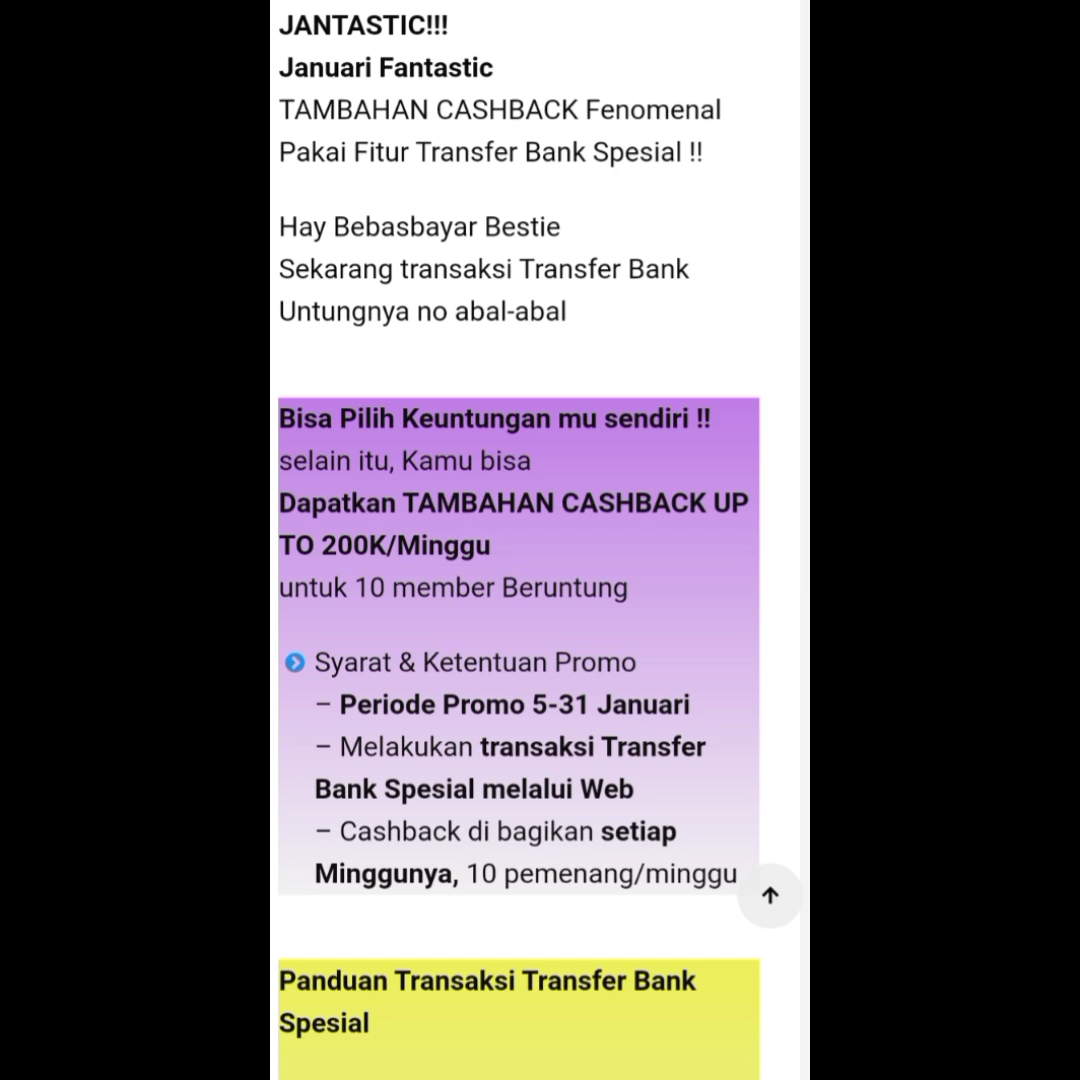 JANTASTIC!!!
Januari Fantastic
TAMBAHAN CASHBACK Fenomenal
Pakai Fitur Transfer Bank Spesial !!
Hay Bebasbayar Bestie
Sekarang transaksi Transfer Bank
Untungnya no abal-abal
Bisa Pilih Keuntungan mu sendiri !!
selain itu, Kamu bisa
Dapatkan TAMBAHAN CASHBACK UP
TO 200K/Minggu
untuk 10 member Beruntung
Syarat & Ketentuan Promo
– Periode Promo 5-31 Januari
– Melakukan transaksi Transfer
Bank Spesial melalui Web
– Cashback di bagikan setiap
Minggunya, 10 pemenang/minggu
Panduan Transaksi Transfer Bank
Spesial